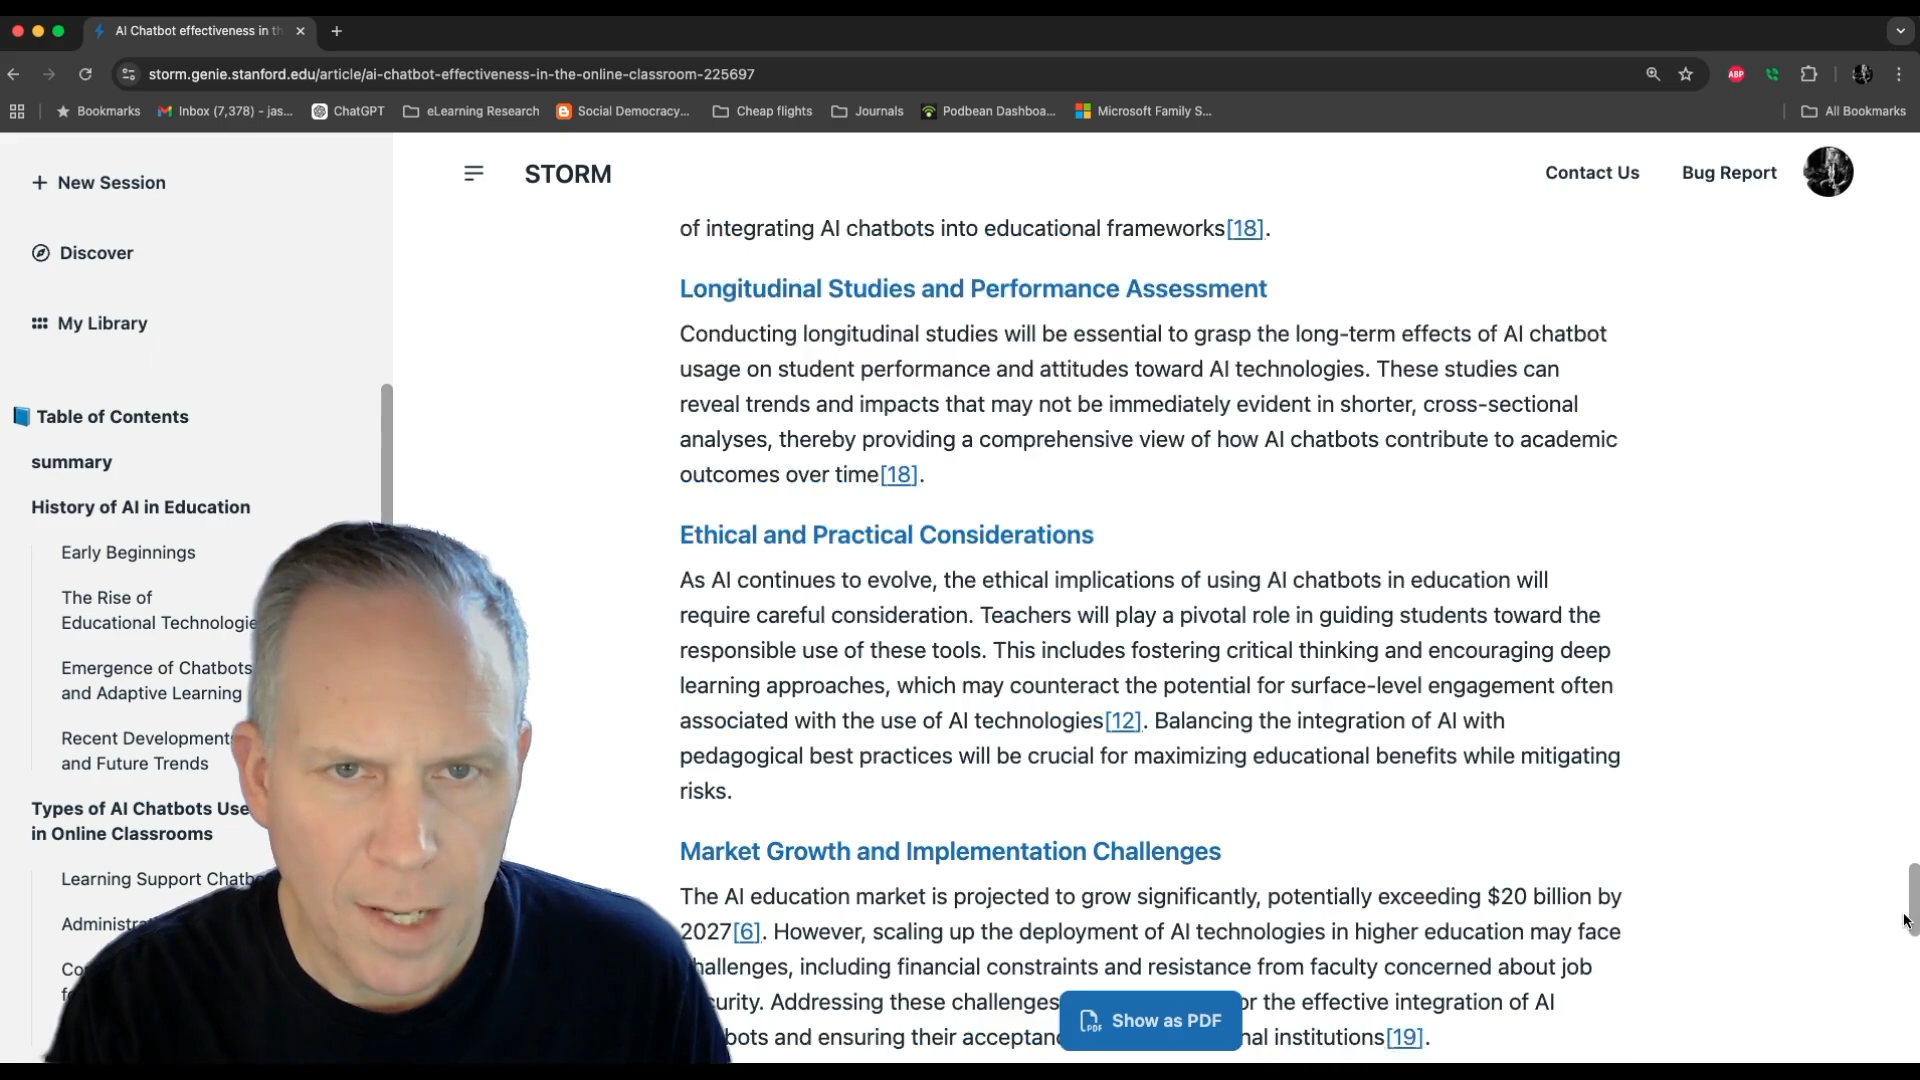 AI Chatbot effectiveness in th
storm.genie.stanford.edu/article/ai-chatbot-effectiveness-in-the-online-classroom-225697
ABP
Bookmarks Inbox (7,378) - jas... ChatGPT eLearning Research Social Democracy... Cheap flights Journals Podbean Dashboa... Microsoft Family S... All Bookmarks
New Session
Discover
My Library
Table of Contents
summary
History of AI in Education
Early Beginnings
The Rise of
Educational Technologie
Emergence of Chatbots
and Adaptive Learning
Recent Developments
and Future Trends
Types of AI Chatbots Use
in Online Classrooms
Learning Support Chatb
Administra
Co
STORM
Contact Us Bug Report
of integrating AI chatbots into educational frameworks[18].
Longitudinal Studies and Performance Assessment
Conducting longitudinal studies will be essential to grasp the long-term effects of AI chatbot
usage on student performance and attitudes toward AI technologies. These studies can
reveal trends and impacts that may not be immediately evident in shorter, cross-sectional
analyses, thereby providing a comprehensive view of how AI chatbots contribute to academic
outcomes over time[18].
Ethical and Practical Considerations
As AI continues to evolve, the ethical implications of using AI chatbots in education will
require careful consideration. Teachers will play a pivotal role in guiding students toward the
responsible use of these tools. This includes fostering critical thinking and encouraging deep
learning approaches, which may counteract the potential for surface-level engagement often
associated with the use of AI technologies[12]. Balancing the integration of AI with
pedagogical best practices will be crucial for maximizing educational benefits while mitigating
risks.
Market Growth and Implementation Challenges
The AI education market is projected to grow significantly, potentially exceeding $20 billion by
2027[6]. However, scaling up the deployment of AI technologies in higher education may face
hallenges, including financial constraints and resistance from faculty concerned about job
curity. Addressing these challenges or the effective integration of AI
bots and ensuring their acceptanc nal institutions[19].
PDF Show as PDF